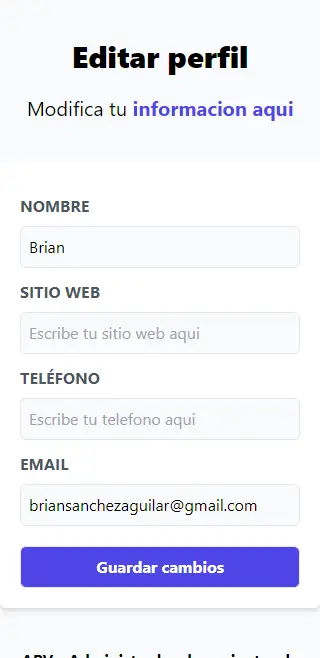 Editar perfil
Modifica tu informacion aqui
NOMBRE
Brian
SITIO WEB
Escribe tu sitio web aqui
TELÉFONO
Escribe tu telefono aqui
EMAIL
briansanchezaguilar@gmail.com
Guardar cambios